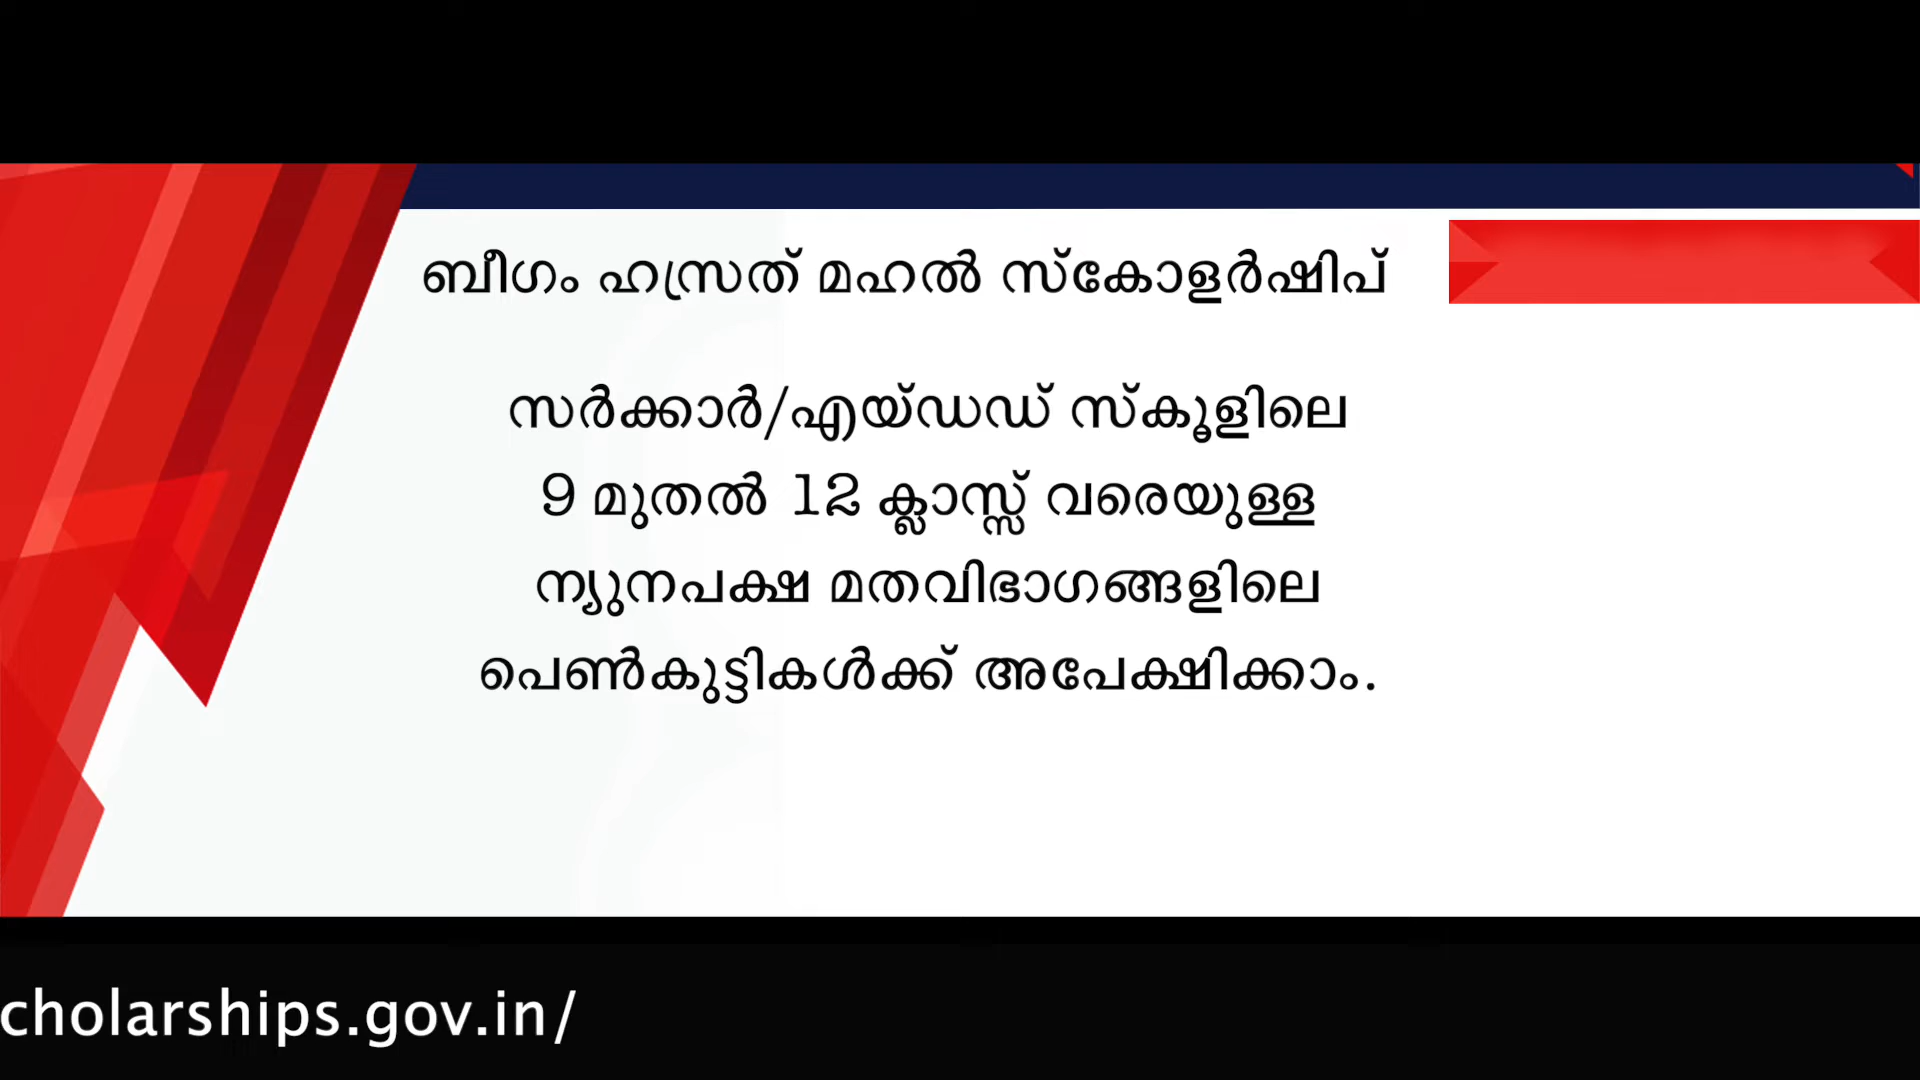 ബീഗം ഹസ്രത് മഹൽ സ്കോളർഷിപ്
സർക്കാർ/എയ്ഡഡ് സ്കൂളിലെ
9 മുതൽ 12 ക്ലാസ്സ് വരെയുള്ള
ന്യുനപക്ഷ മതവിഭാഗങ്ങളിലെ
പെൺകുട്ടികൾക്ക് അപേക്ഷിക്കാം.
cholarships.gov.in/